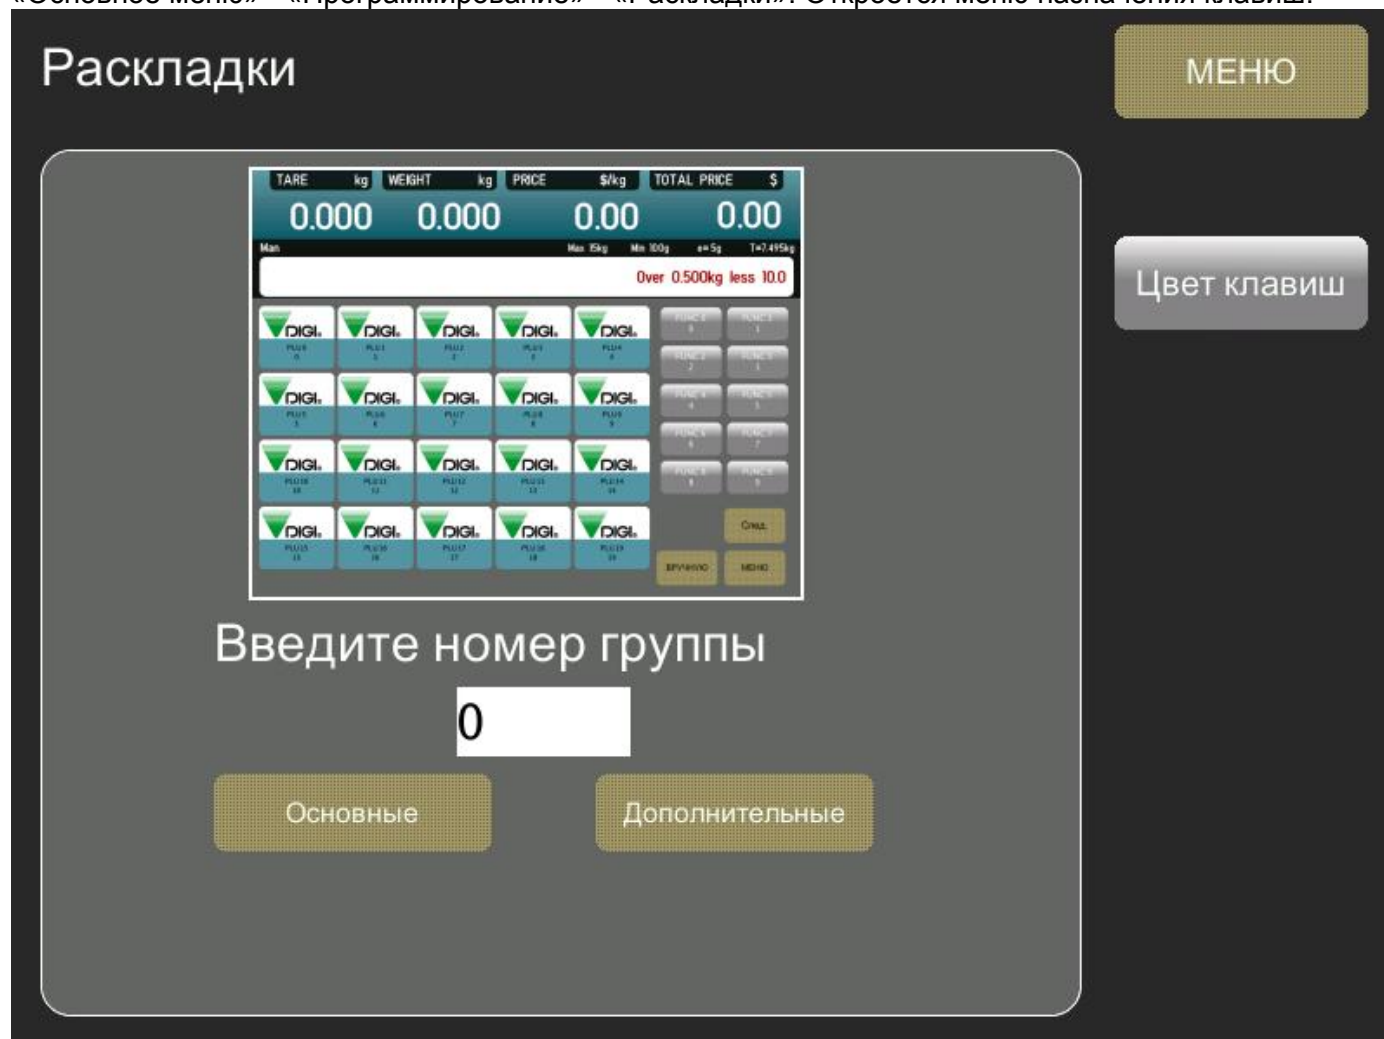 «Основное меню» - «Программирование» - «Раскладки». Откроется меню назначения клавиш:
Раскладки
МЕНЮ
TARE kg WEIGHT kg PRICE $/kg TOTAL PRICE $
0.000 0.000 0.00 0.00
Man Max 15kg Min 100g e=5g T=7.495kg
Over 0.500kg less 10.0
Цвет клавиш
DIGI. DIGI. DIGI. DIGI. DIGI.
DIGI. DIGI. DIGI. DIGI. DIGI.
DIGI. DIGI. DIGI. DIGI. DIGI.
DIGI. DIGI. DIGI. DIGI. DIGI.
След.
ВРУЧНУЮ МЕНЮ
Введите номер группы
0
Основные Дополнительные